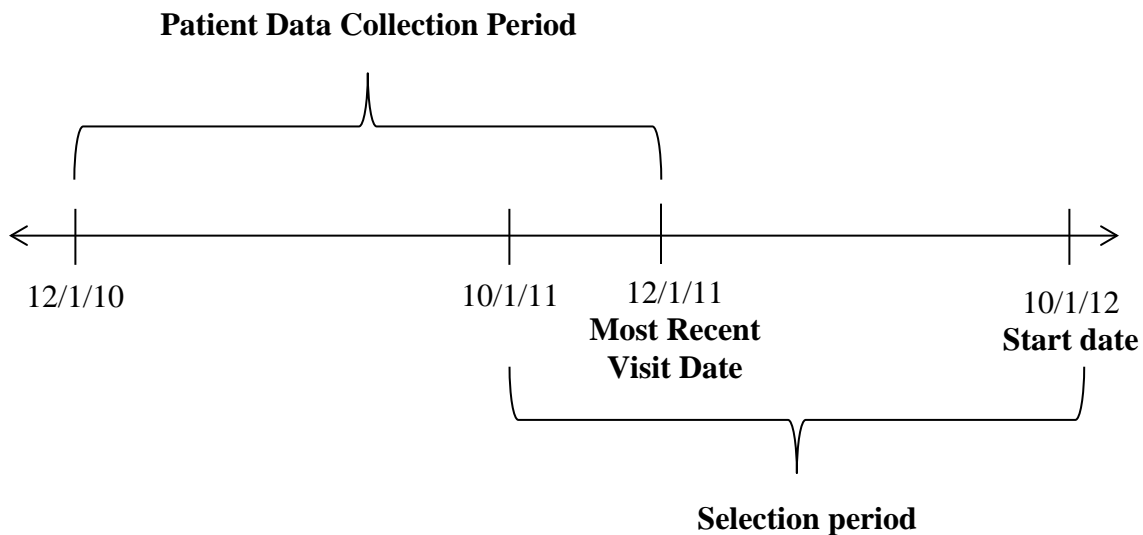 Patient Data Collection Period
12/1/10
10/1/11
12/1/11
Most Recent
Visit Date
10/1/12
Start date
Selection period